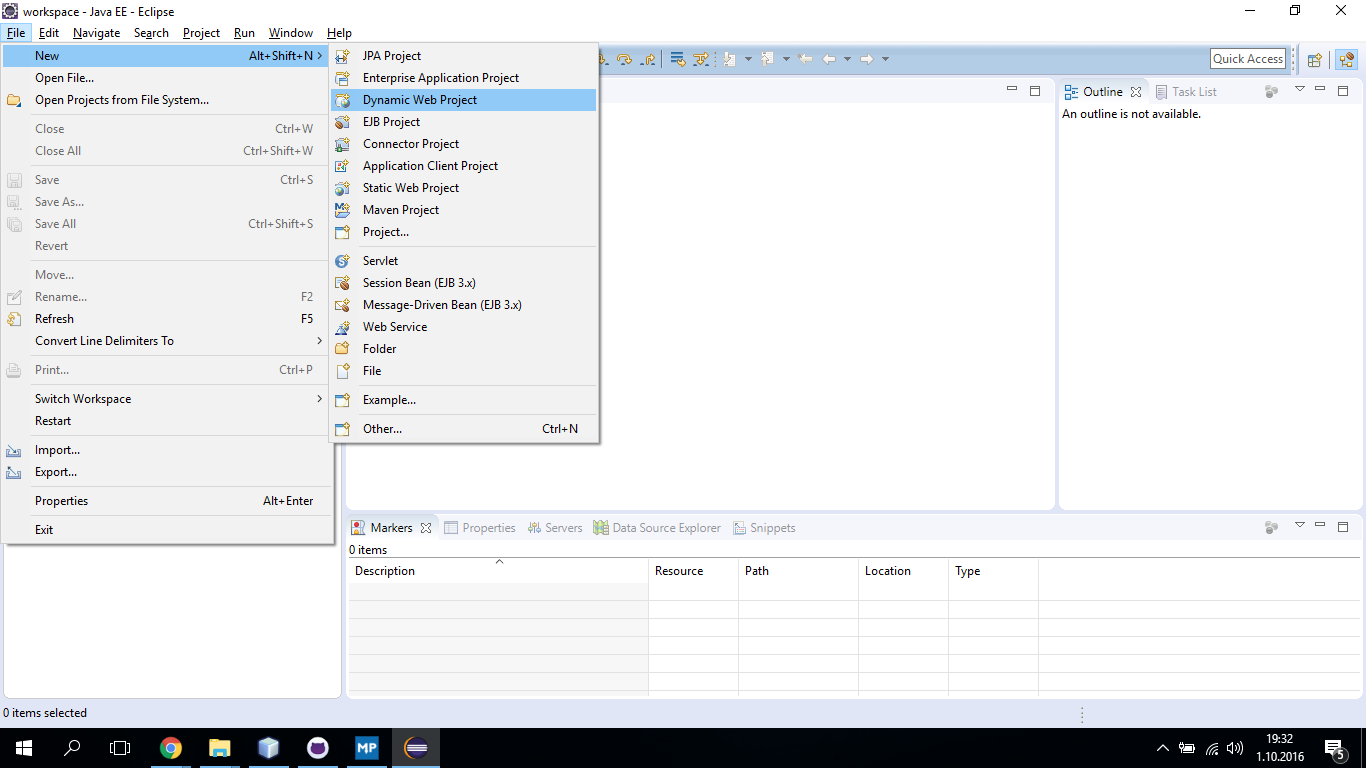 workspace - Java EE - Eclipse
File Edit Navigate Search Project Run Window Help
New Alt+Shift+N
Open File...
Open Projects from File System...
Close Ctrl+W
Close All Ctrl+Shift+W
Save Ctrl+S
Save As...
Save All Ctrl+Shift+S
Revert
Move...
Rename... F2
Refresh F5
Convert Line Delimiters To
Print... Ctrl+P
Switch Workspace
Restart
Import...
Export...
Properties Alt+Enter
Exit
JPA Project
Enterprise Application Project
Dynamic Web Project
EJB Project
Connector Project
Application Client Project
Static Web Project
Maven Project
Project...
Servlet
Session Bean (EJB 3.x)
Message-Driven Bean (EJB 3.x)
Web Service
Folder
File
Example...
Other... Ctrl+N
Quick Access
Outline Task List
An outline is not available.
Markers Properties Servers Data Source Explorer Snippets
0 items
Description Resource Path Location Type
0 items selected
MP
19:32
1.10.2016
5